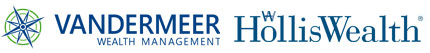 VANDERMEER
WEALTH MANAGEMENT
W
HollisWealth®